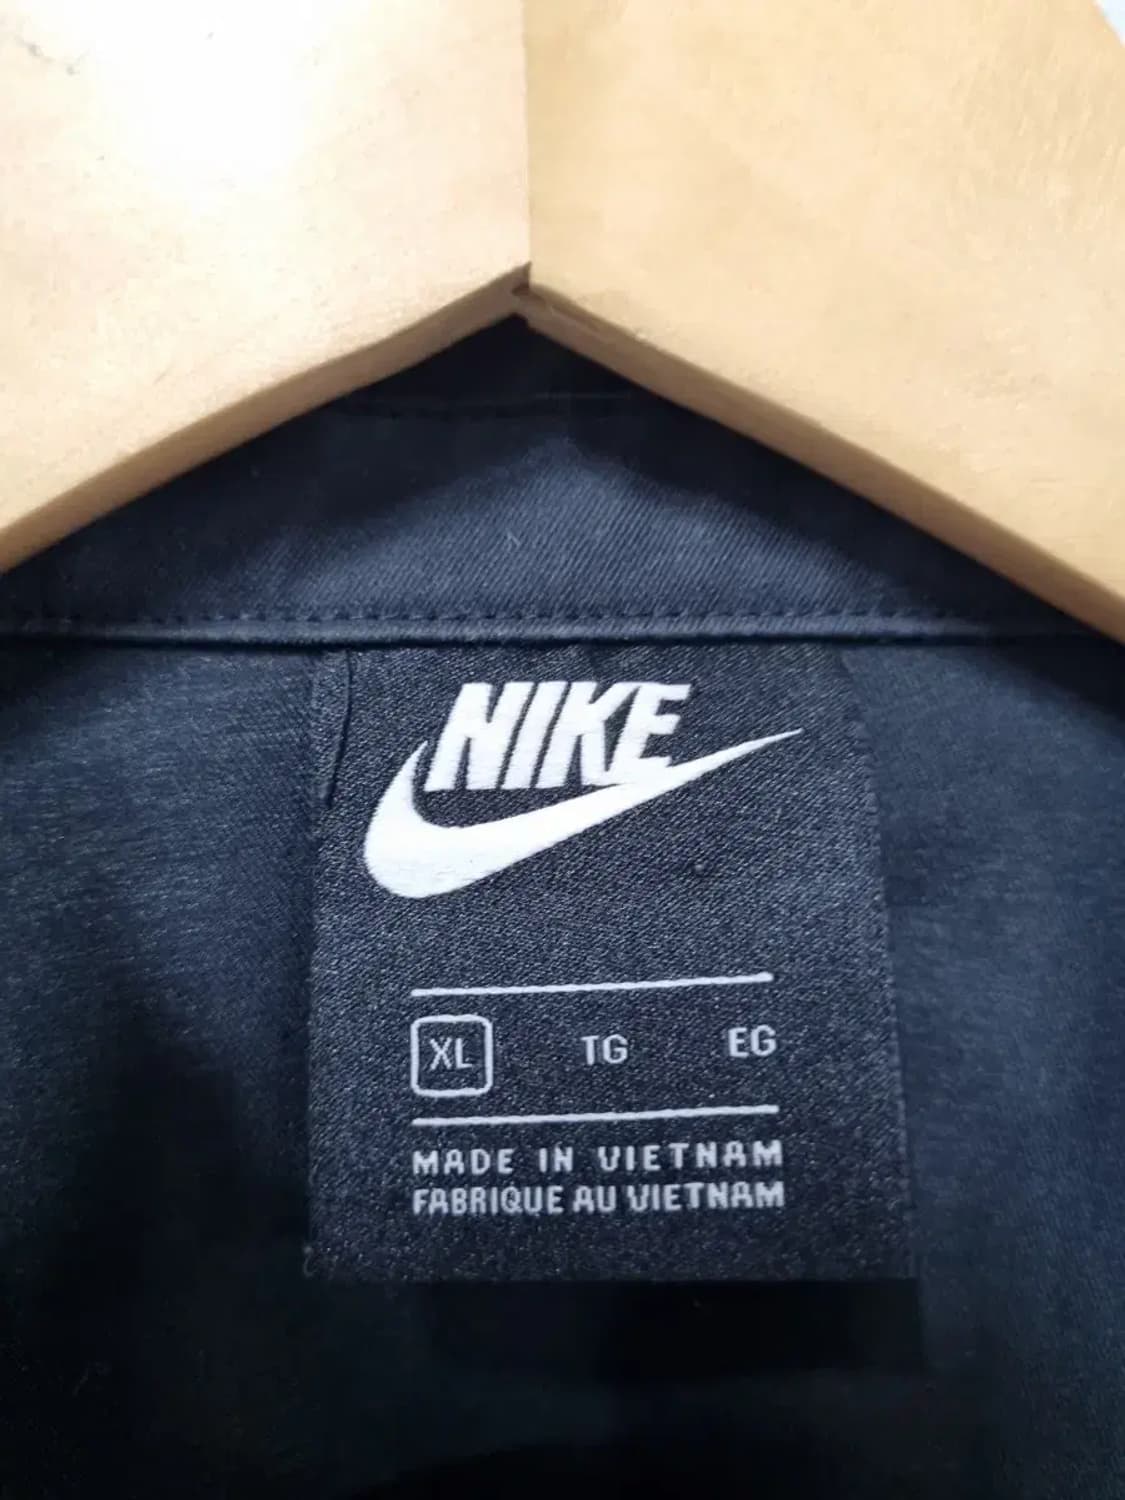 NIKE
XL TG EG
MADE IN VIETNAM
FABRIQUE AU VIETNAM